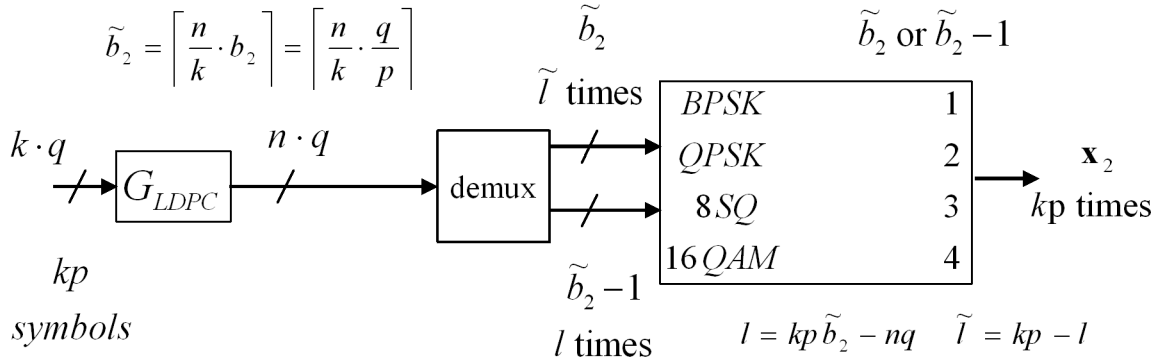 b̃₂ = ⌈n/k · b₂⌉ = ⌈n/k · q/p⌉
b̃₂
l̃ times
b̃₂ or b̃₂ −1
k · q
G_LDPC
n · q
demux
BPSK 1
QPSK 2
8SQ 3
16QAM 4
x₂
kp times
kp
symbols
b̃₂ −1
l times
l = kp b̃₂ − nq   l̃ = kp − l